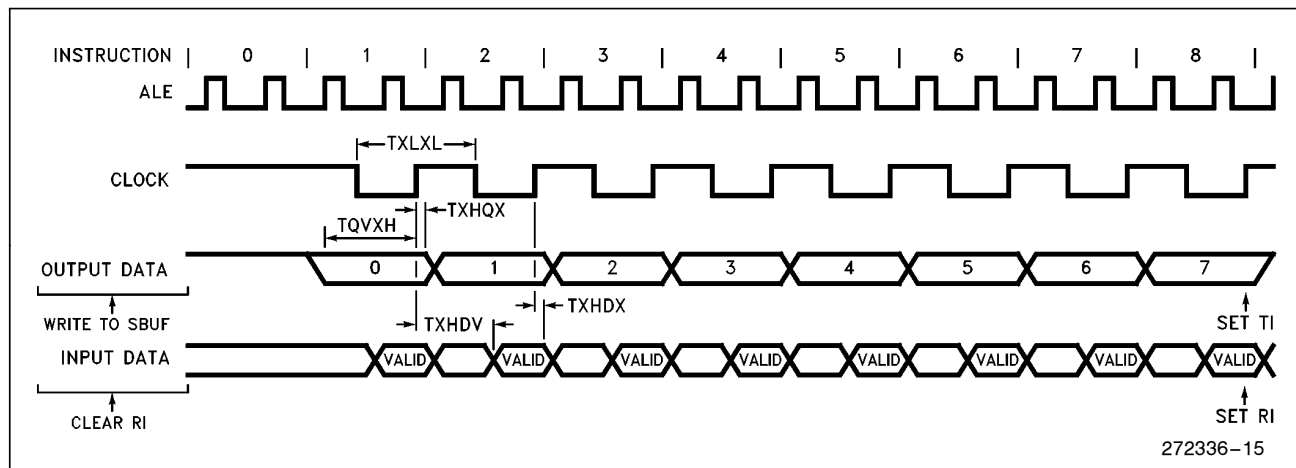 INSTRUCTION | 0 | 1 | 2 | 3 | 4 | 5 | 6 | 7 | 8 |
ALE
TXLXL
CLOCK
TXHQX
TQVXH
OUTPUT DATA 0 1 2 3 4 5 6 7
TXHDX
WRITE TO SBUF TXHDV SET TI
INPUT DATA VALID VALID VALID VALID VALID VALID VALID VALID
CLEAR RI SET RI
272336-15